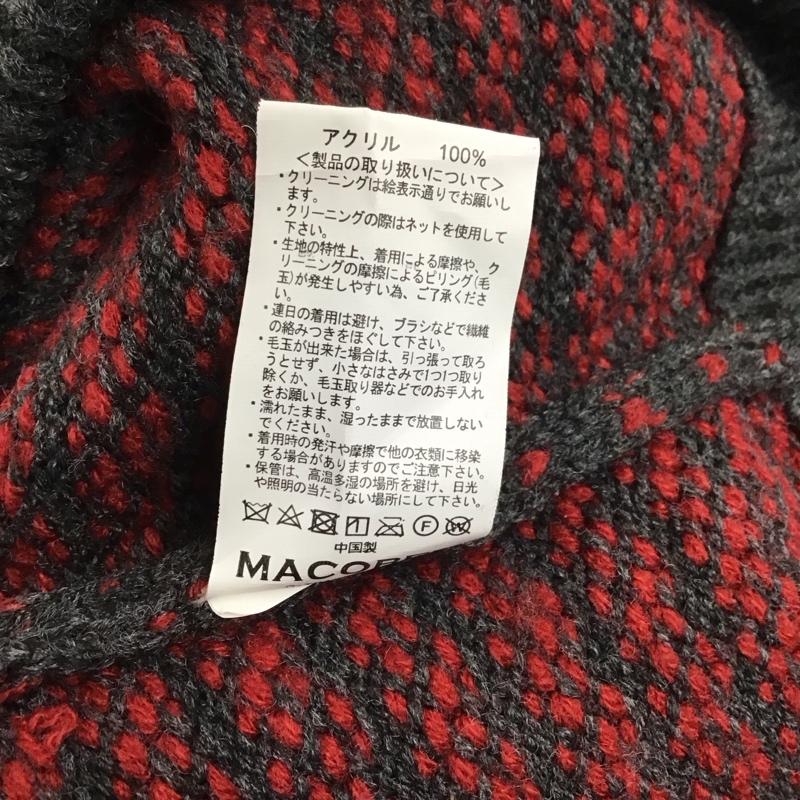 アクリル 100%
<製品の取り扱いについて>
・クリーニングは絵表示通りでお願いし
ます。
・クリーニングの際はネットを使用して
下さい。
・生地の特性上、着用による摩擦や、ク
リーニングの摩擦によるピリング(毛
玉)が発生しやすい為、ご了承くださ
い。
・連日の着用は避け、ブラシなどで繊維
の絡みつきをほぐして下さい。
・毛玉が出来た場合は、引っ張って取ろ
うとせず、小さなはさみで1つ1つ取り
除くか、毛玉取り器などでのお手入れ
をお願いします。
・濡れたまま、湿ったままで放置しない
でください。
・着用時の発汗や摩擦で他の衣類に移染
する場合がありますのでご注意下さい。
・保管は、高温多湿の場所を避け、日光
や照明の当たらない場所にして下さい。
F W
中国製